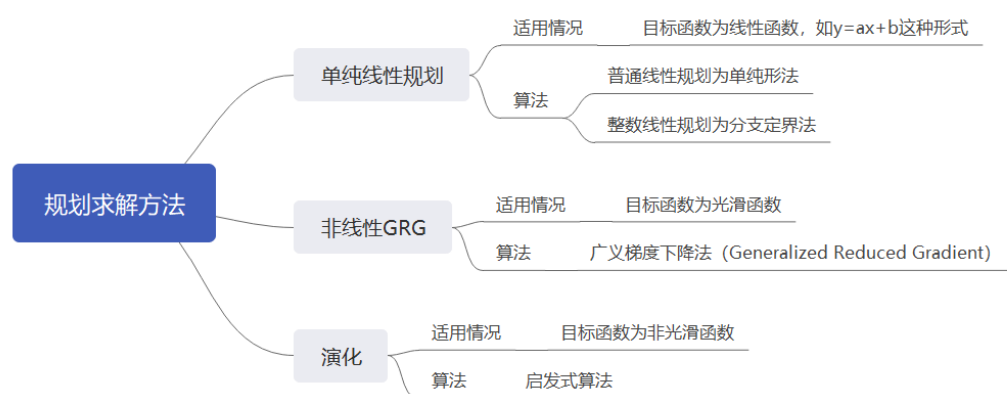 规划求解方法
单纯线性规划
适用情况
目标函数为线性函数，如y=ax+b这种形式
算法
普通线性规划为单纯形法
整数线性规划为分支定界法
非线性GRG
适用情况
目标函数为光滑函数
算法
广义梯度下降法（Generalized Reduced Gradient）
演化
适用情况
目标函数为非光滑函数
算法
启发式算法